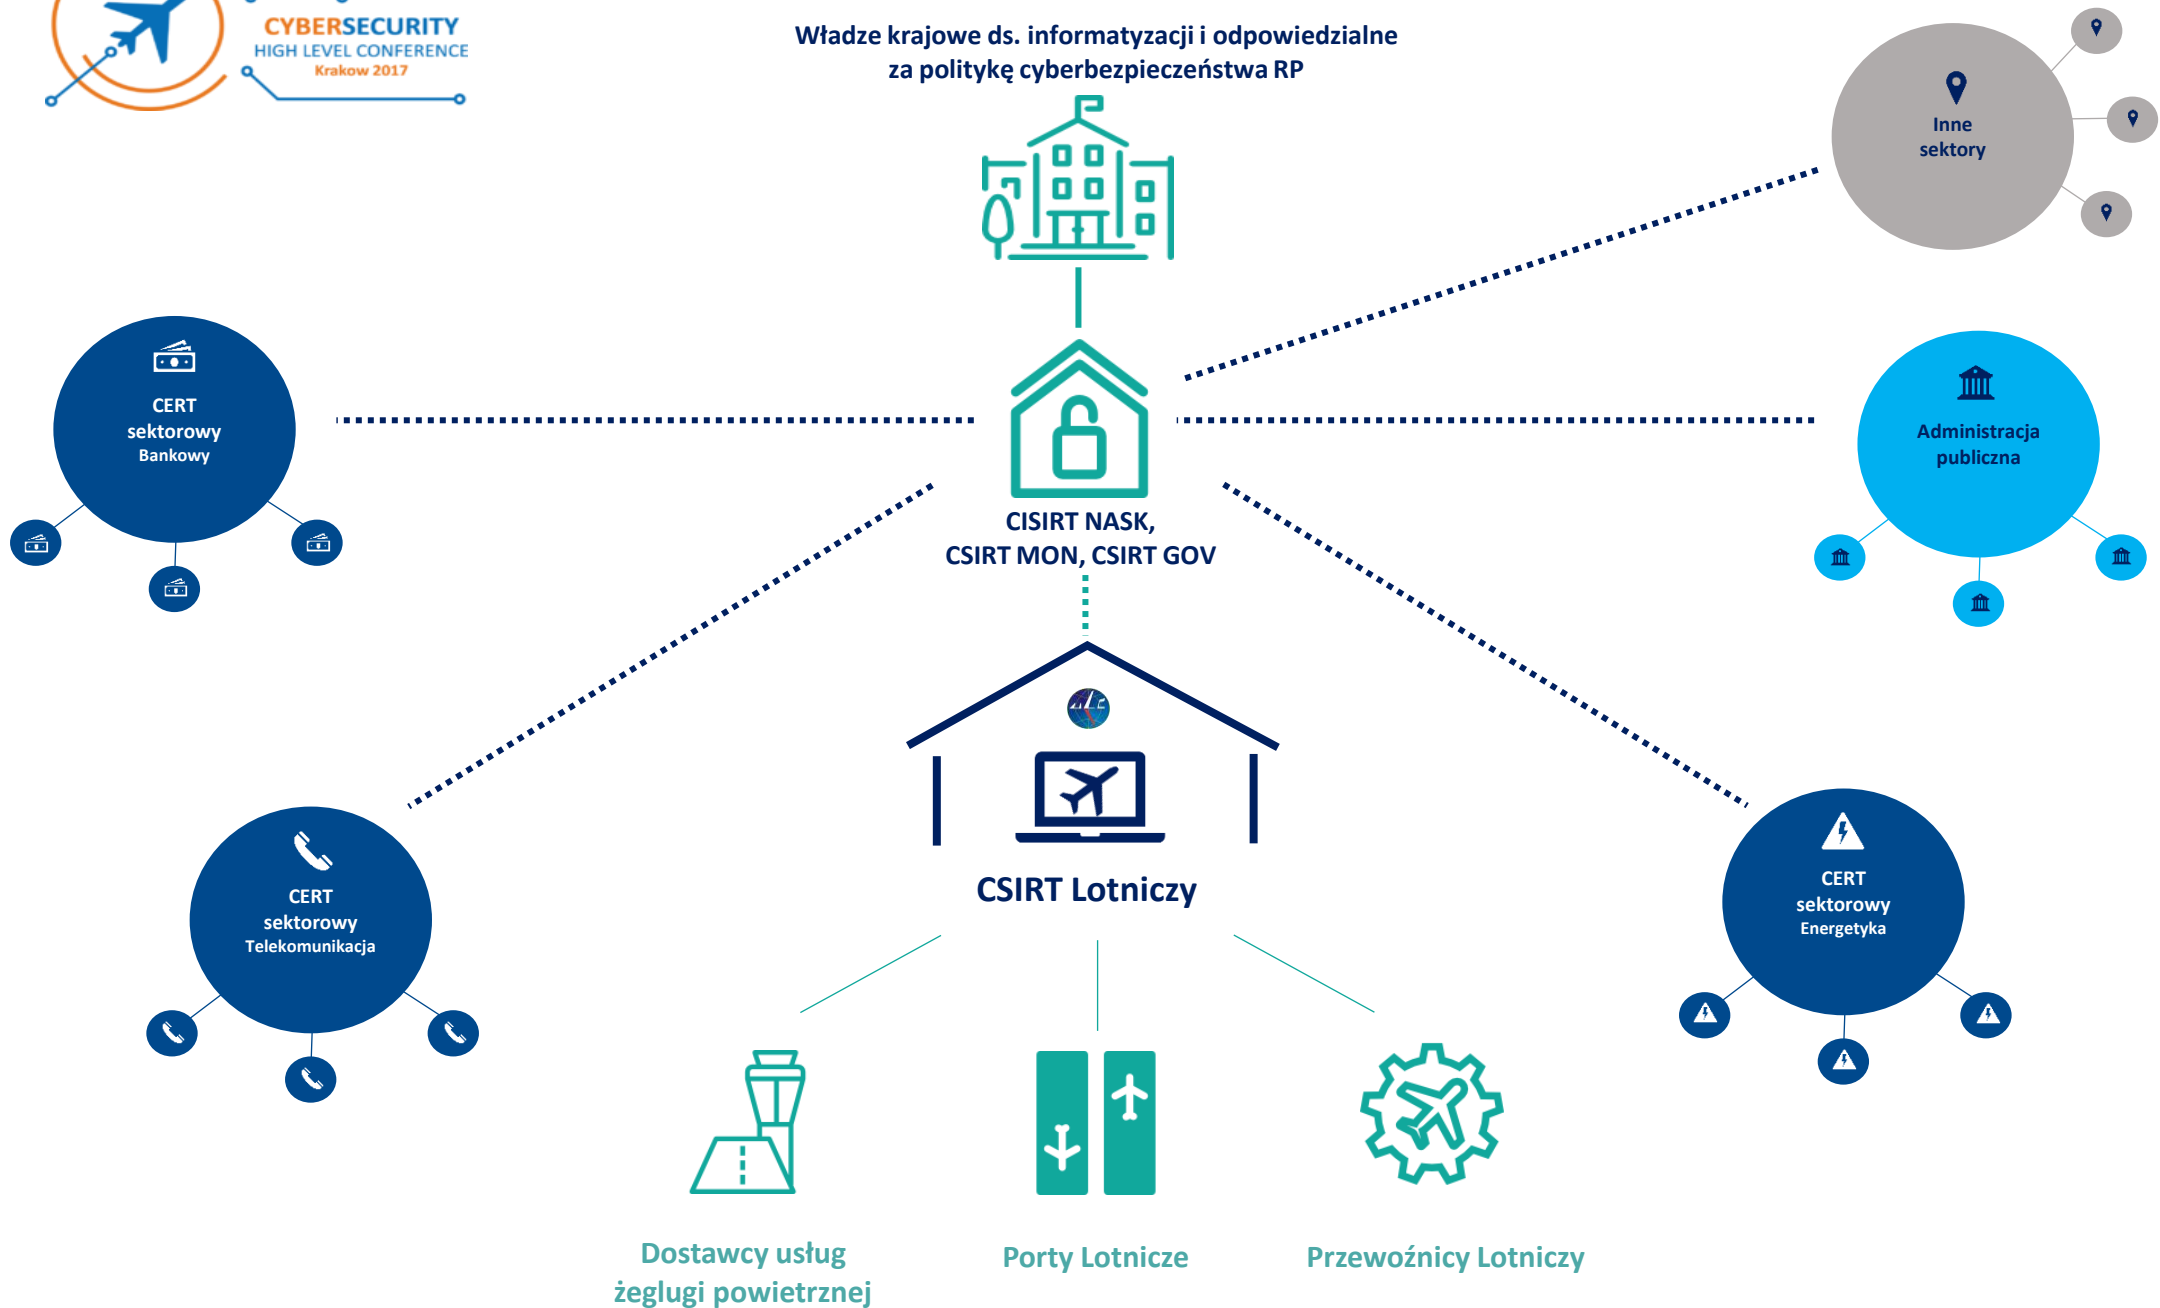 CYBERSECURITY
HIGH LEVEL CONFERENCE
Krakow 2017
Władze krajowe ds. informatyzacji i odpowiedzialne
za politykę cyberbezpieczeństwa RP
Inne
sektory
CERT
sektorowy
Bankowy
Administracja
publiczna
CISIRT NASK,
CSIRT MON, CSIRT GOV
CERT
sektorowy
Telekomunikacja
CSIRT Lotniczy
CERT
sektorowy
Energetyka
Dostawcy usług
żeglugi powietrznej
Porty Lotnicze
Przewoźnicy Lotniczy